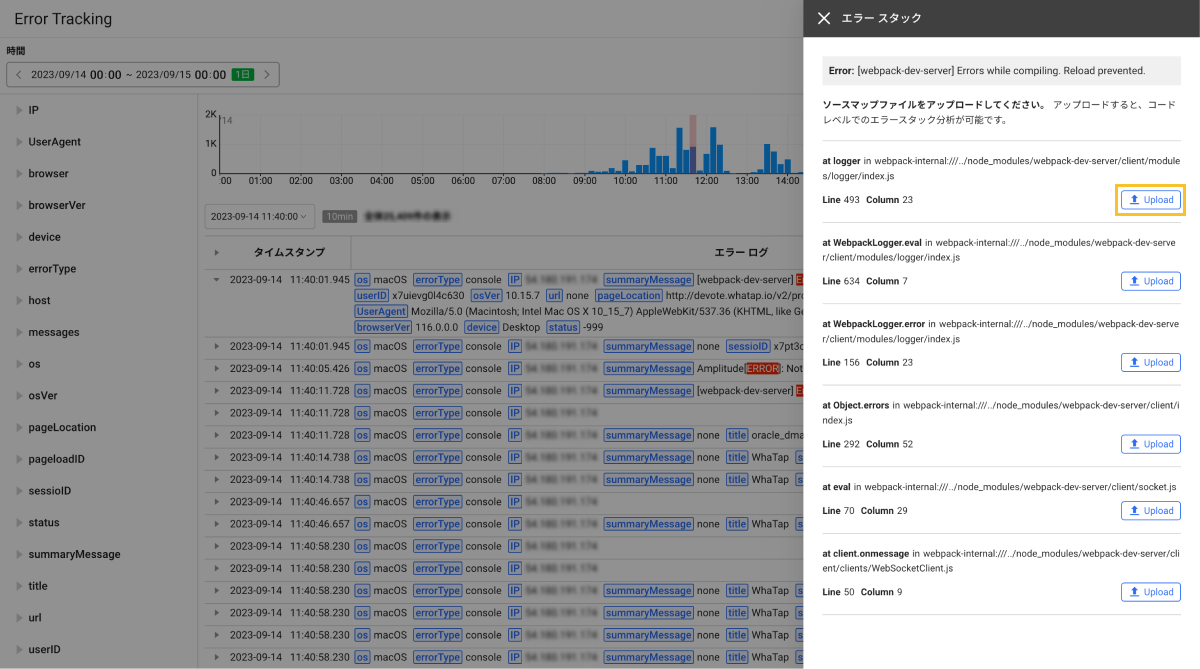 Error Tracking
時間
2023/09/14 00:00 ~ 2023/09/15 00:00 1日
IP
UserAgent
browser
browserVer
device
errorType
host
messages
os
osVer
pageLocation
pageloadID
sessioID
status
summaryMessage
title
url
userID
2K
14
1K
0
:00 01:00 02:00 03:00 04:00 05:00 06:00 07:00 08:00 09:00 10:00 11:00 12:00 13:00 14:00
2023-09-14 11:40:00 10min
タイムスタンプ エラー ログ
2023-09-14 11:40:01.945 os macOS errorType console IP summaryMessage [webpack-dev-server]
userID x7uievg0l4c630 osVer 10.15.7 url none pageLocation http://devote.whatap.io/v2/pro
UserAgent Mozilla/5.0 (Macintosh; Intel Mac OS X 10_15_7) AppleWebKit/537.36 (KHTML, like Ge
browserVer 116.0.0.0 device Desktop status -999
2023-09-14 11:40:01.945 os macOS errorType console IP summaryMessage none sessioID x7pt3c
2023-09-14 11:40:05.426 os macOS errorType console IP summaryMessage Amplitude ERROR : Not
2023-09-14 11:40:11.728 os macOS errorType console IP summaryMessage [webpack-dev-server]
2023-09-14 11:40:11.728 os macOS errorType console IP
2023-09-14 11:40:11.728 os macOS errorType console IP summaryMessage none title oracle_dma
2023-09-14 11:40:14.738 os macOS errorType console IP summaryMessage none title WhaTap s
2023-09-14 11:40:14.738 os macOS errorType console IP summaryMessage none title WhaTap s
2023-09-14 11:40:46.657 os macOS errorType console IP
2023-09-14 11:40:46.657 os macOS errorType console IP summaryMessage none title WhaTap s
2023-09-14 11:40:58.230 os macOS errorType console IP
2023-09-14 11:40:58.230 os macOS errorType console IP
2023-09-14 11:40:58.230 os macOS errorType console IP summaryMessage none title WhaTap s
2023-09-14 11:40:58.230 os macOS errorType console IP summaryMessage none title WhaTap s
2023-09-14 11:40:58.230 os macOS errorType console IP summaryMessage none title WhaTap s
2023-09-14 11:40:58.230 os macOS errorType console IP summaryMessage none title WhaTap s
エラー スタック
Error: [webpack-dev-server] Errors while compiling. Reload prevented.
ソースマップファイルをアップロードしてください。 アップロードすると、コード
レベルでのエラースタック分析が可能です。
at logger in webpack-internal:///../node_modules/webpack-dev-server/client/module
s/logger/index.js
Line 493 Column 23 Upload
at WebpackLogger.eval in webpack-internal:///../node_modules/webpack-dev-serve
r/client/modules/logger/index.js
Line 634 Column 7 Upload
at WebpackLogger.error in webpack-internal:///../node_modules/webpack-dev-serve
r/client/modules/logger/index.js
Line 156 Column 23 Upload
at Object.errors in webpack-internal:///../node_modules/webpack-dev-server/client/i
ndex.js
Line 292 Column 52 Upload
at eval in webpack-internal:///../node_modules/webpack-dev-server/client/socket.js
Line 70 Column 29 Upload
at client.onmessage in webpack-internal:///../node_modules/webpack-dev-server/cli
ent/clients/WebSocketClient.js
Line 50 Column 9 Upload